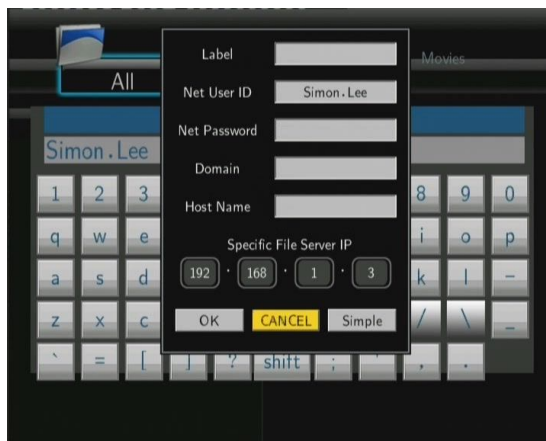 All
Movies
Label
Net User ID Simon.Lee
Net Password
Domain
Host Name
Specific File Server IP
192 . 168 . 1 . 3
OK CANCEL Simple
Simon.Lee
1 2 3 8 9 0
q w e i o p
a s d k l -
z x c / \ _
` = [ ] ? shift ; ' , .